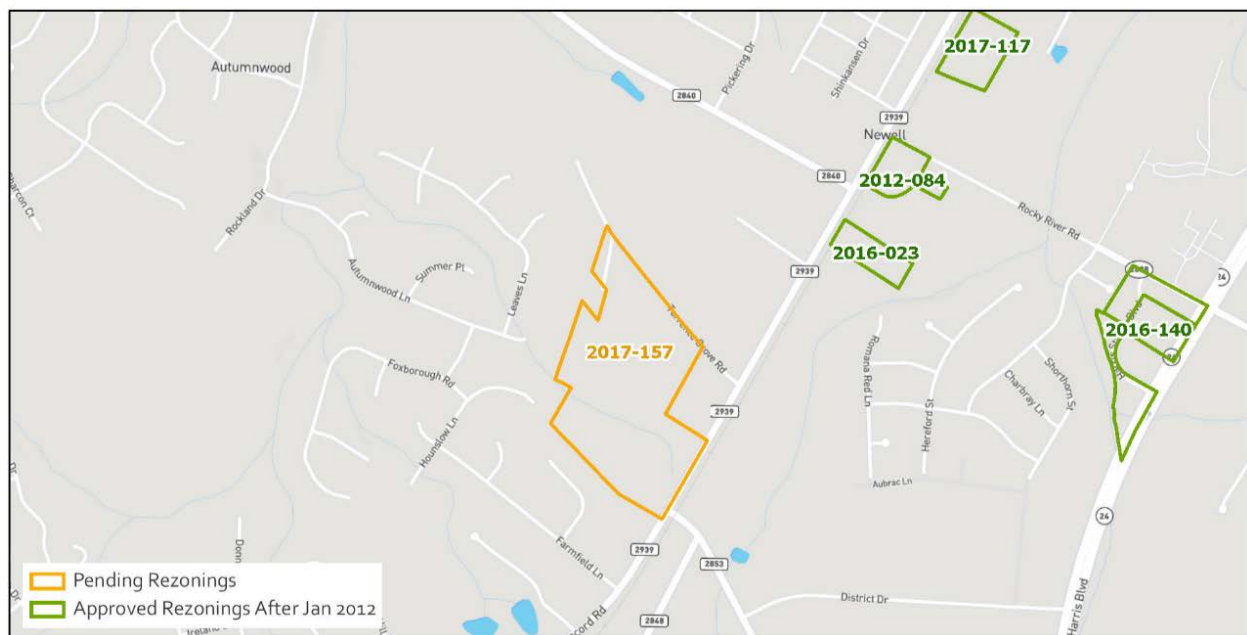 2017-117
Autumnwood
Pickering Dr
Shinkansen Dr
2840
2939
Newell
2840
2012-084
Rockland Dr
Rocky River Rd
2016-023
2939
24
Summer Pl
Autumnwood Ln
Leaves Ln
2016-140
2017-157
Foxborough Rd
Romana Red Ln
Hereford St
Charbray Ln
Shorthorn St
2939
Hounslow Ln
Aubrac Ln
24
2939
2853
Farmfield Ln
Pending Rezonings
Approved Rezonings After Jan 2012
2848
District Dr
Harris Blvd